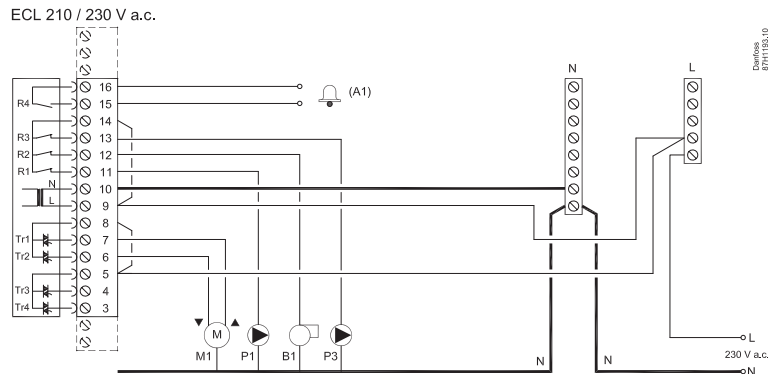 ECL 210 / 230 V a.c.
Danfoss
87H1193.10
N
L
16
R4
15
(A1)
14
R3
13
R2
12
R1
11
N
10
L
9
8
Tr1
7
Tr2
6
5
Tr3
4
Tr4
3
M
M1
P1
B1
P3
N
N
L
230 V a.c.
N